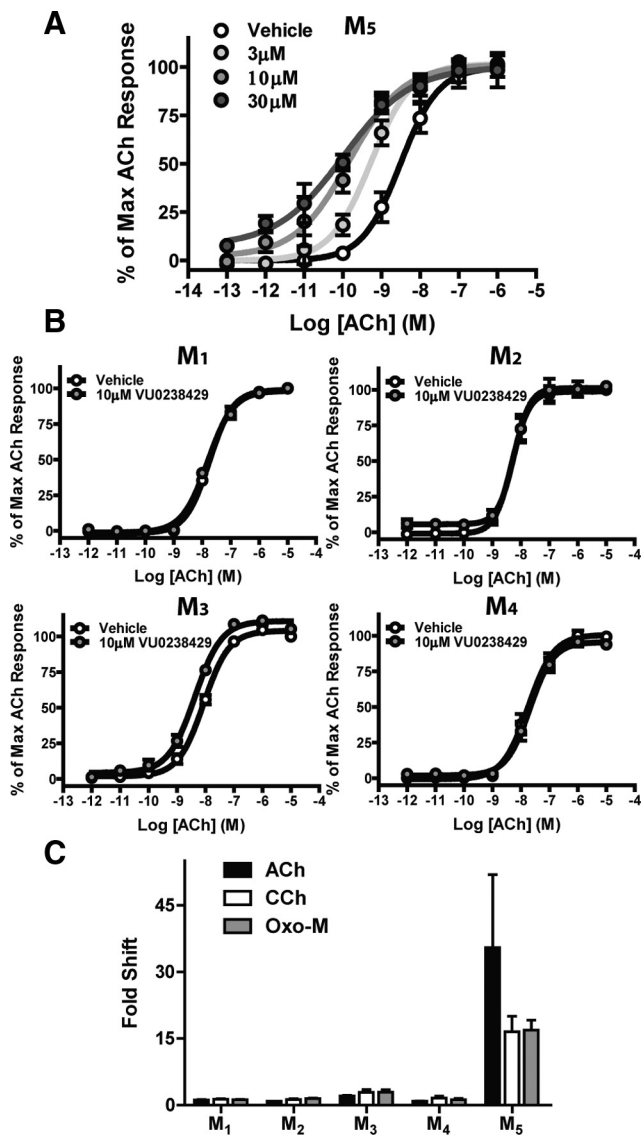 A
M5
Vehicle
3μM
10μM
30μM
% of Max ACh Response
100
75
50
25
0
-14 -13 -12 -11 -10 -9 -8 -7 -6 -5
Log [ACh] (M)
B
M1
Vehicle
10μM VU0238429
% of Max ACh Response
100
75
50
25
0
-13 -12 -11 -10 -9 -8 -7 -6 -5 -4
Log [ACh] (M)
M2
Vehicle
10μM VU0238429
% of Max ACh Response
100
75
50
25
0
-13 -12 -11 -10 -9 -8 -7 -6 -5 -4
Log [ACh] (M)
M3
Vehicle
10μM VU0238429
% of Max ACh Response
100
75
50
25
0
-13 -12 -11 -10 -9 -8 -7 -6 -5 -4
Log [ACh] (M)
M4
Vehicle
10μM VU0238429
% of Max ACh Response
100
75
50
25
0
-13 -12 -11 -10 -9 -8 -7 -6 -5 -4
Log [ACh] (M)
C
ACh
CCh
Oxo-M
Fold Shift
45
30
15
0
M1 M2 M3 M4 M5